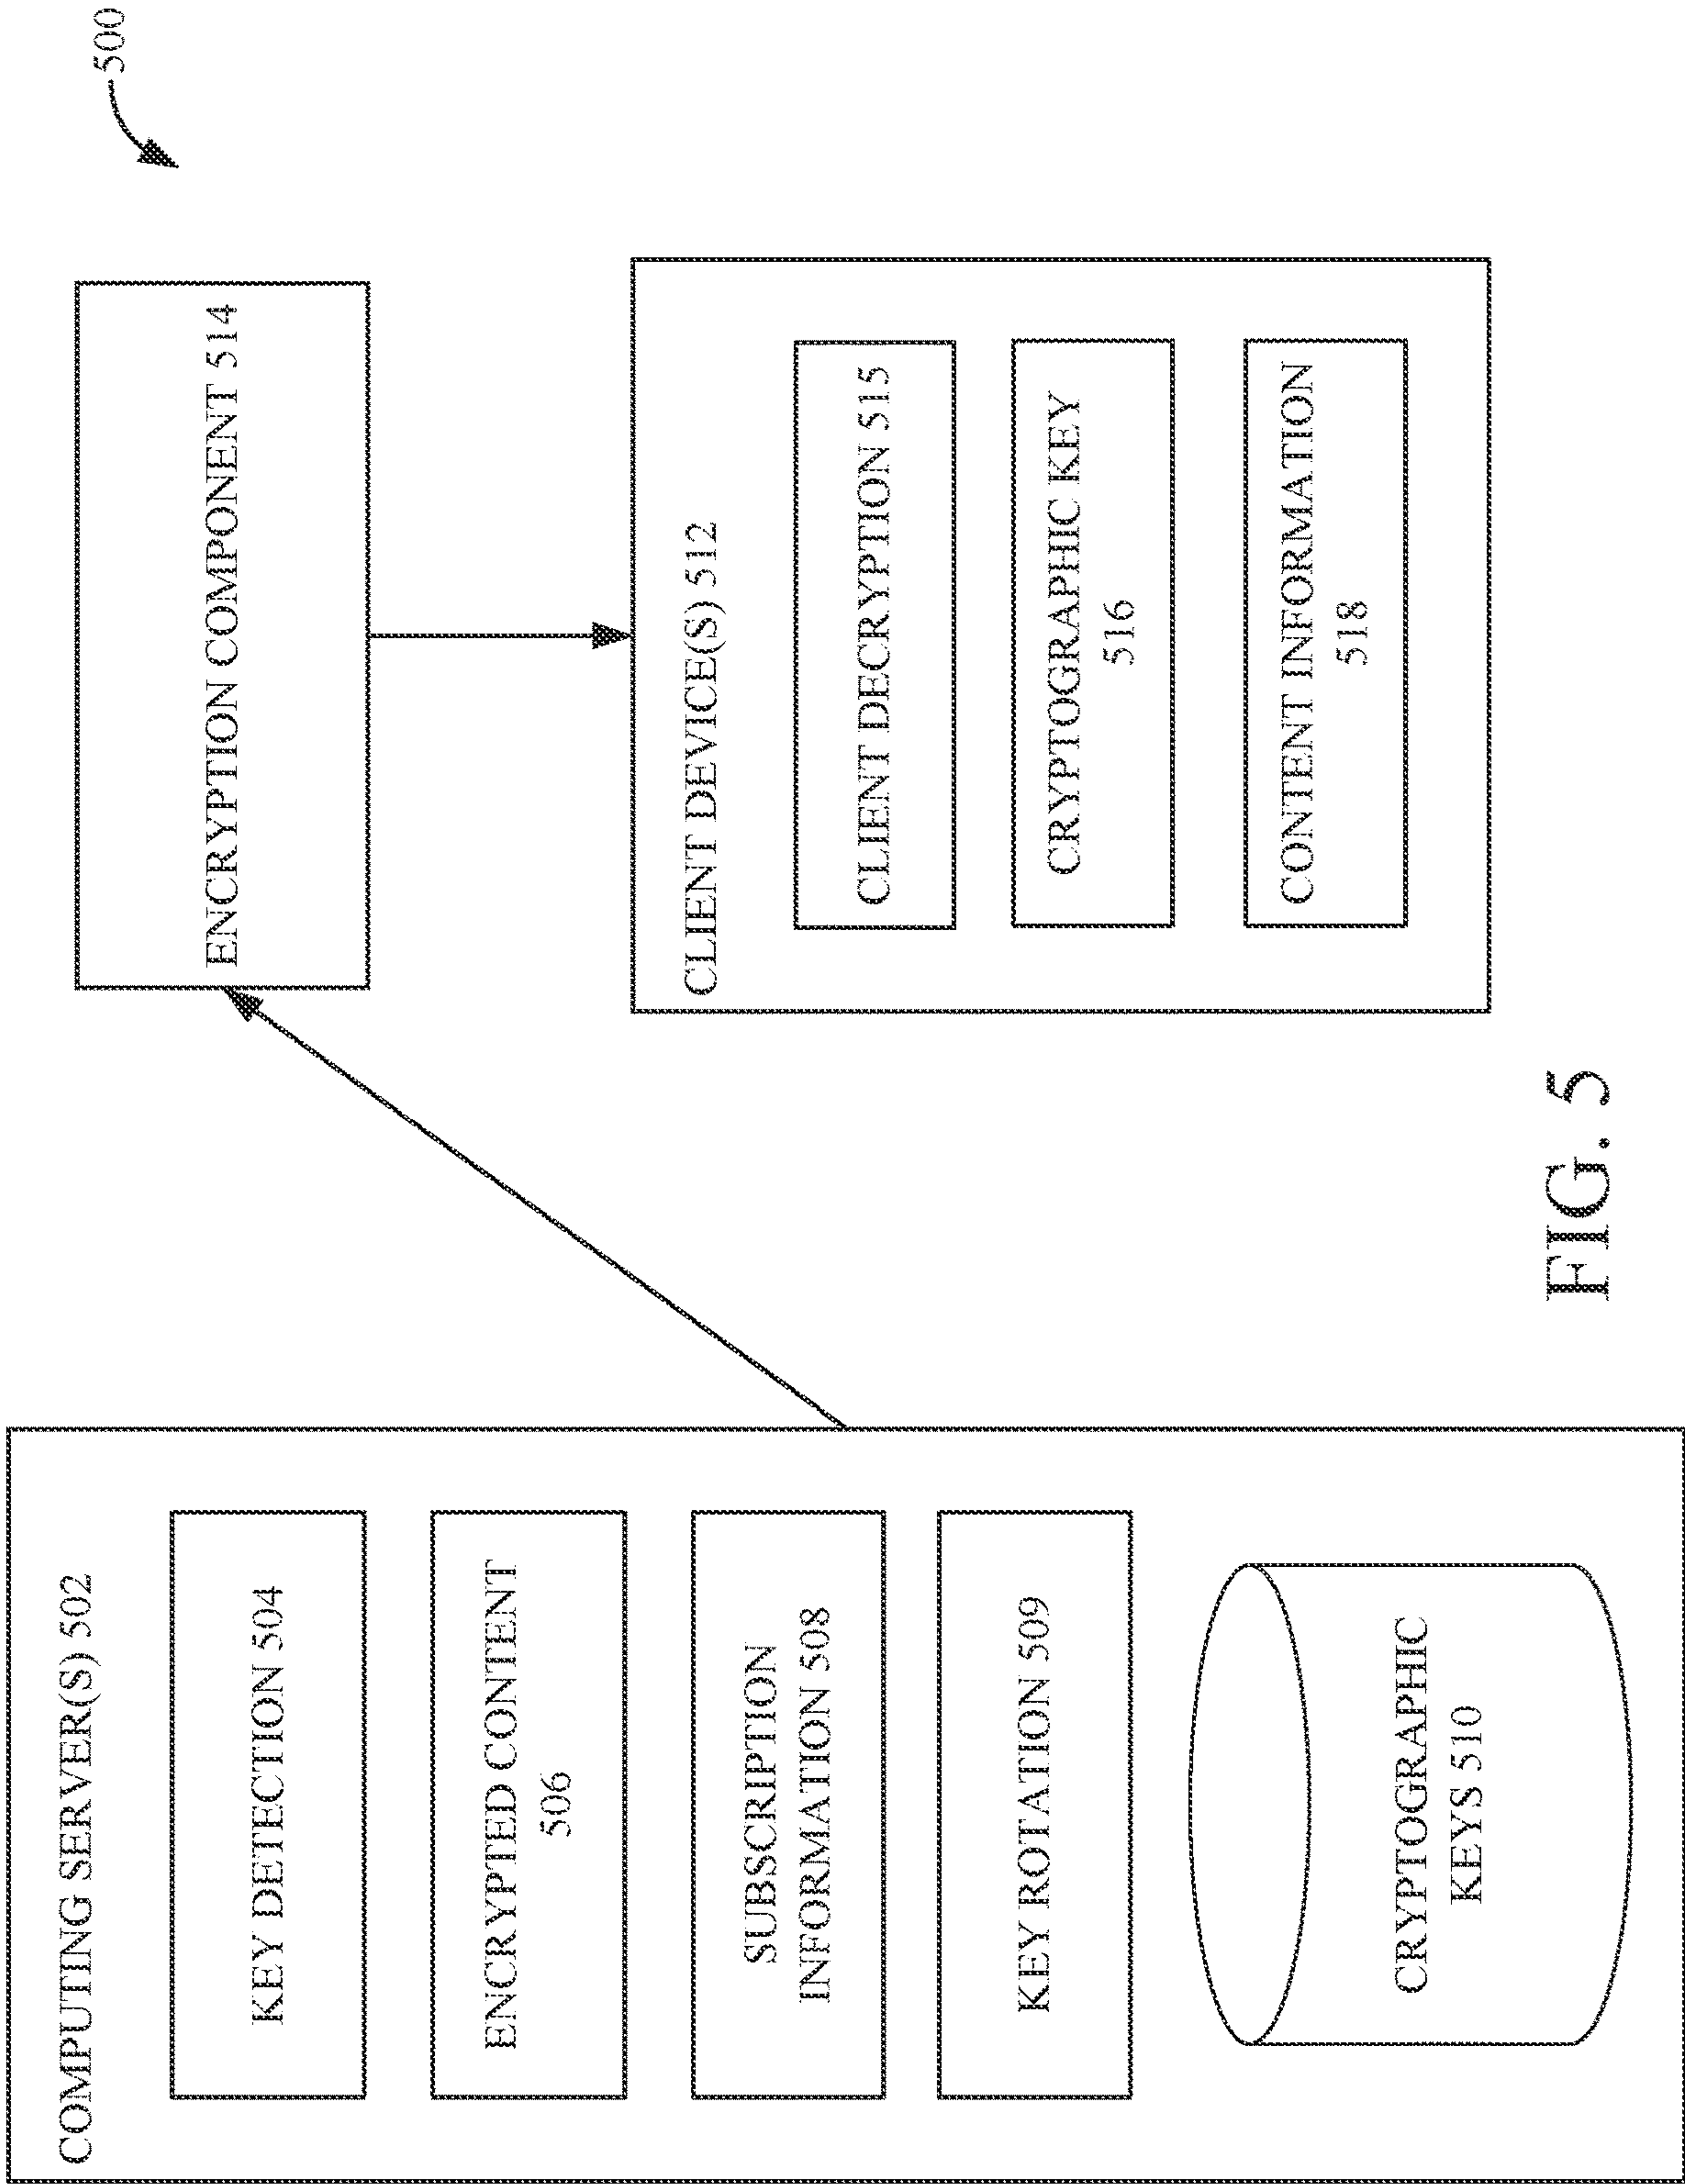 500
COMPUTING SERVER(S) 502
KEY DETECTION 504
ENCRYPTED CONTENT
506
SUBSCRIPTION
INFORMATION 508
KEY ROTATION 509
CRYPTOGRAPHIC
KEYS 510
ENCRYPTION COMPONENT 514
CLIENT DEVICE(S) 512
CLIENT DECRYPTION 515
CRYPTOGRAPHIC KEY
516
CONTENT INFORMATION
518
FIG. 5